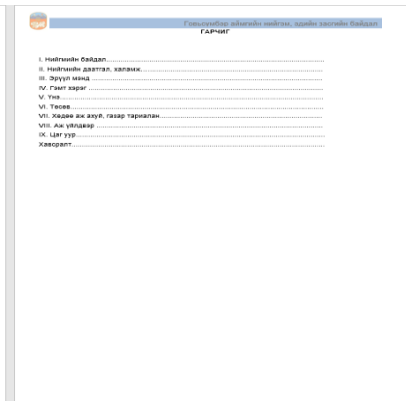 Говьсүмбэр аймгийн нийгэм, эдийн засгийн байдал
ГАРЧИГ
I. Нийгмийн байдал
II. Нийгмийн даатгал, халамж
III. Эрүүл мэнд
IV. Гэмт хэрэг
V. Үнэ
VI. Төсөв
VII. Хөдөө аж ахуй, газар тариалан
VIII. Аж үйлдвэр
IX. Цаг уур
Хавсралт